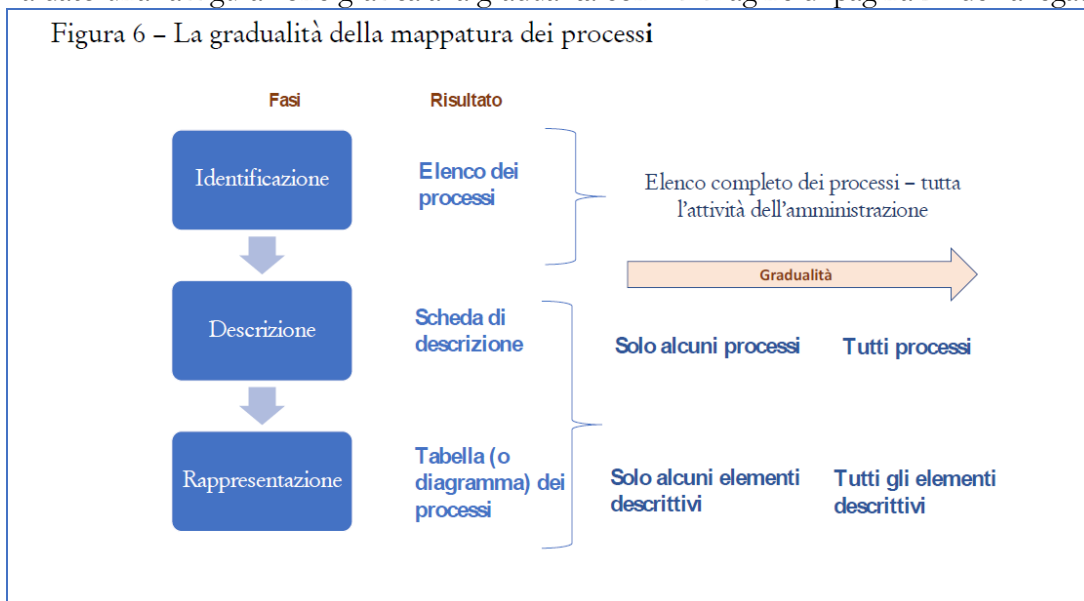 Figura 6 – La gradualità della mappatura dei processi
Fasi
Risultato
Identificazione
Elenco dei
processi
Elenco completo dei processi – tutta
l'attività dell'amministrazione
Gradualità
Descrizione
Scheda di
descrizione
Solo alcuni processi
Tutti processi
Rappresentazione
Tabella (o
diagramma) dei
processi
Solo alcuni elementi
descrittivi
Tutti gli elementi
descrittivi